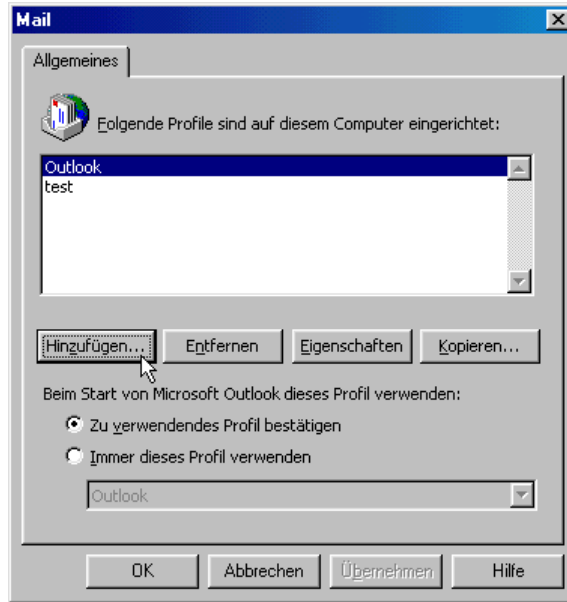 Mail
Allgemeines
Folgende Profile sind auf diesem Computer eingerichtet:
Outlook
test
Hinzufügen... Entfernen Eigenschaften Kopieren...
Beim Start von Microsoft Outlook dieses Profil verwenden:
Zu verwendendes Profil bestätigen
Immer dieses Profil verwenden
Outlook
OK Abbrechen Übernehmen Hilfe